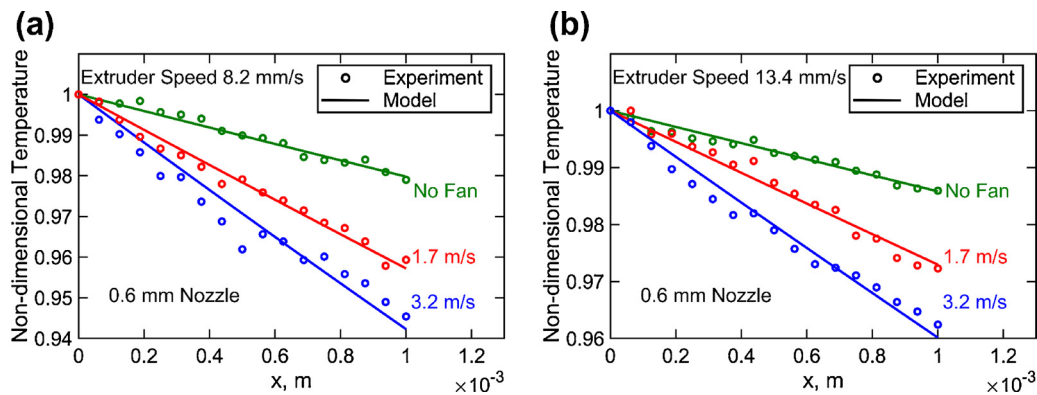 (a)
Non-dimensional Temperature
Extruder Speed 8.2 mm/s
Experiment
Model
1
0.99
0.98
0.97
0.96
0.95
0.94
No Fan
1.7 m/s
3.2 m/s
0.6 mm Nozzle
0 0.2 0.4 0.6 0.8 1 1.2
x, m
×10⁻³
(b)
Non-dimensional Temperature
Extruder Speed 13.4 mm/s
Experiment
Model
1
0.99
0.98
0.97
0.96
No Fan
1.7 m/s
3.2 m/s
0.6 mm Nozzle
0 0.2 0.4 0.6 0.8 1 1.2
x, m
×10⁻³